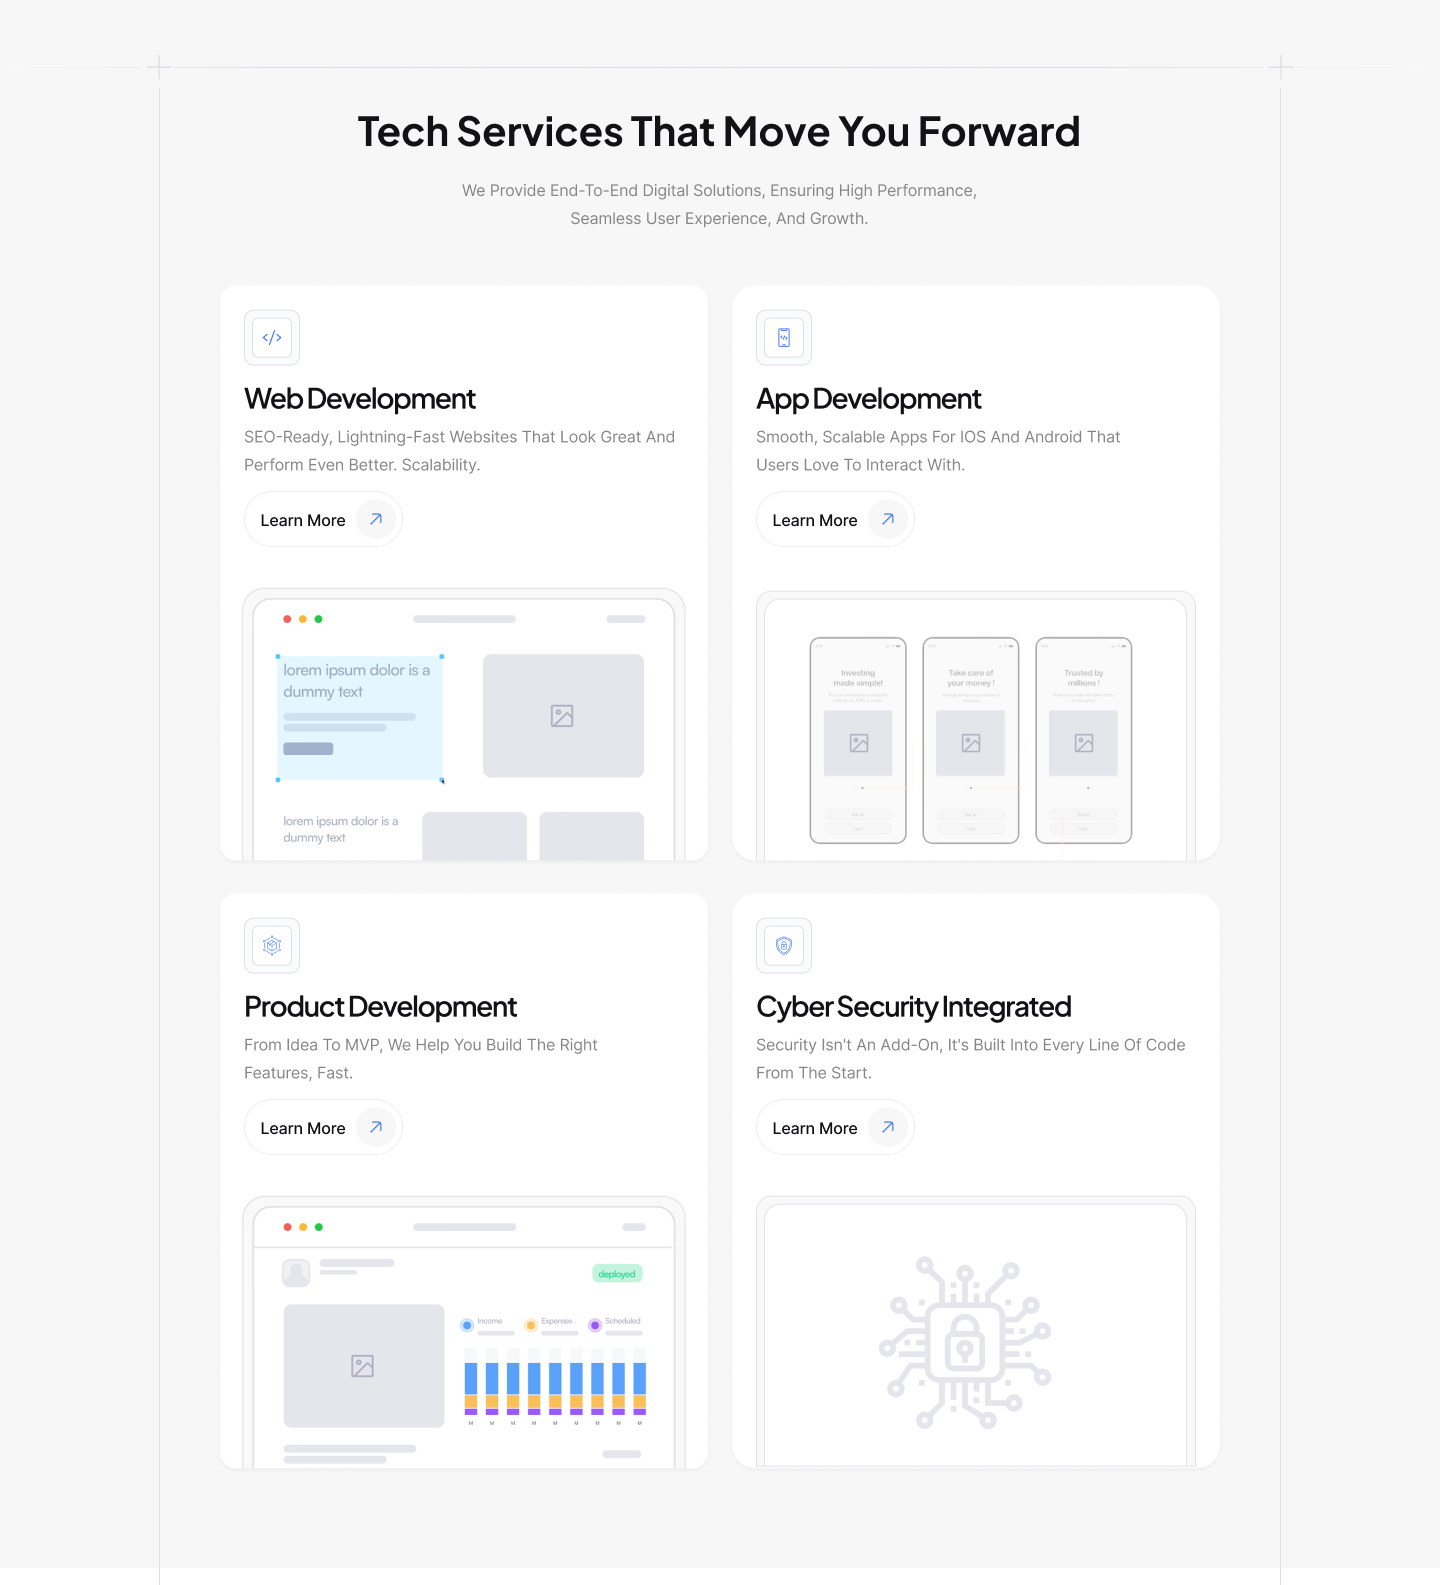 Tech Services That Move You Forward
We Provide End-To-End Digital Solutions, Ensuring High Performance,
Seamless User Experience, And Growth.
Web Development
SEO-Ready, Lightning-Fast Websites That Look Great And
Perform Even Better. Scalability.
Learn More
lorem ipsum dolor is a
dummy text
lorem ipsum dolor is a
dummy text
App Development
Smooth, Scalable Apps For IOS And Android That
Users Love To Interact With.
Learn More
Investing
made simple!
Take care of
your money !
Trusted by
millions !
Product Development
From Idea To MVP, We Help You Build The Right
Features, Fast.
Learn More
deployed
Income
Expenses
Scheduled
M M M M M M M M M
Cyber Security Integrated
Security Isn't An Add-On, It's Built Into Every Line Of Code
From The Start.
Learn More